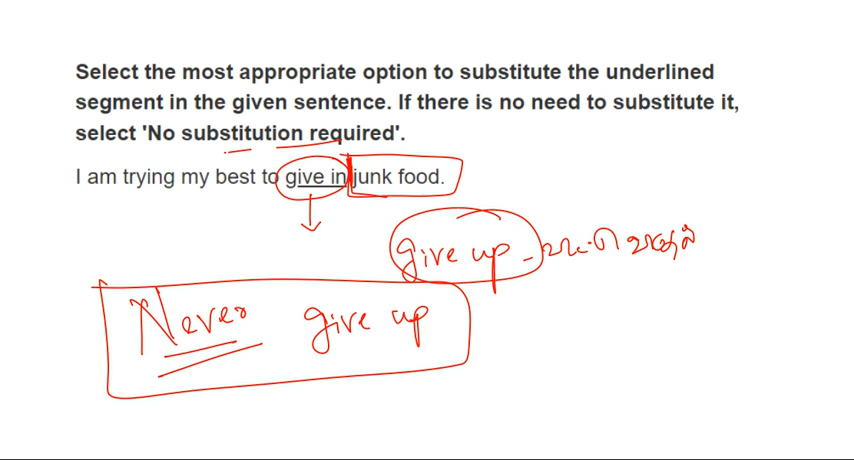 Select the most appropriate option to substitute the underlined
segment in the given sentence. If there is no need to substitute it,
select 'No substitution required'.
I am trying my best to give in junk food.
give up -
Never give up